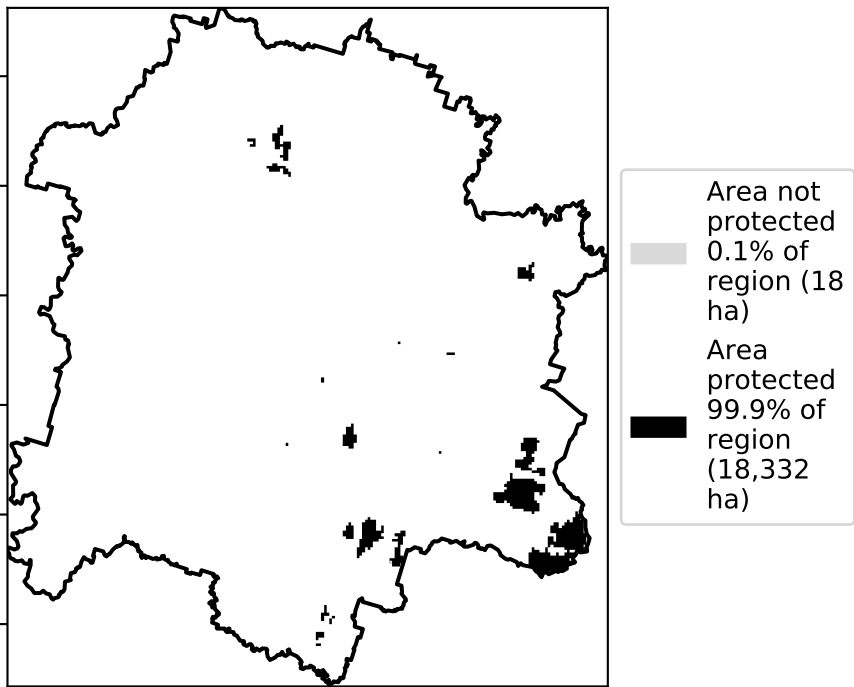 Area not
protected
0.1% of
region (18
ha)
Area
protected
99.9% of
region
(18,332
ha)